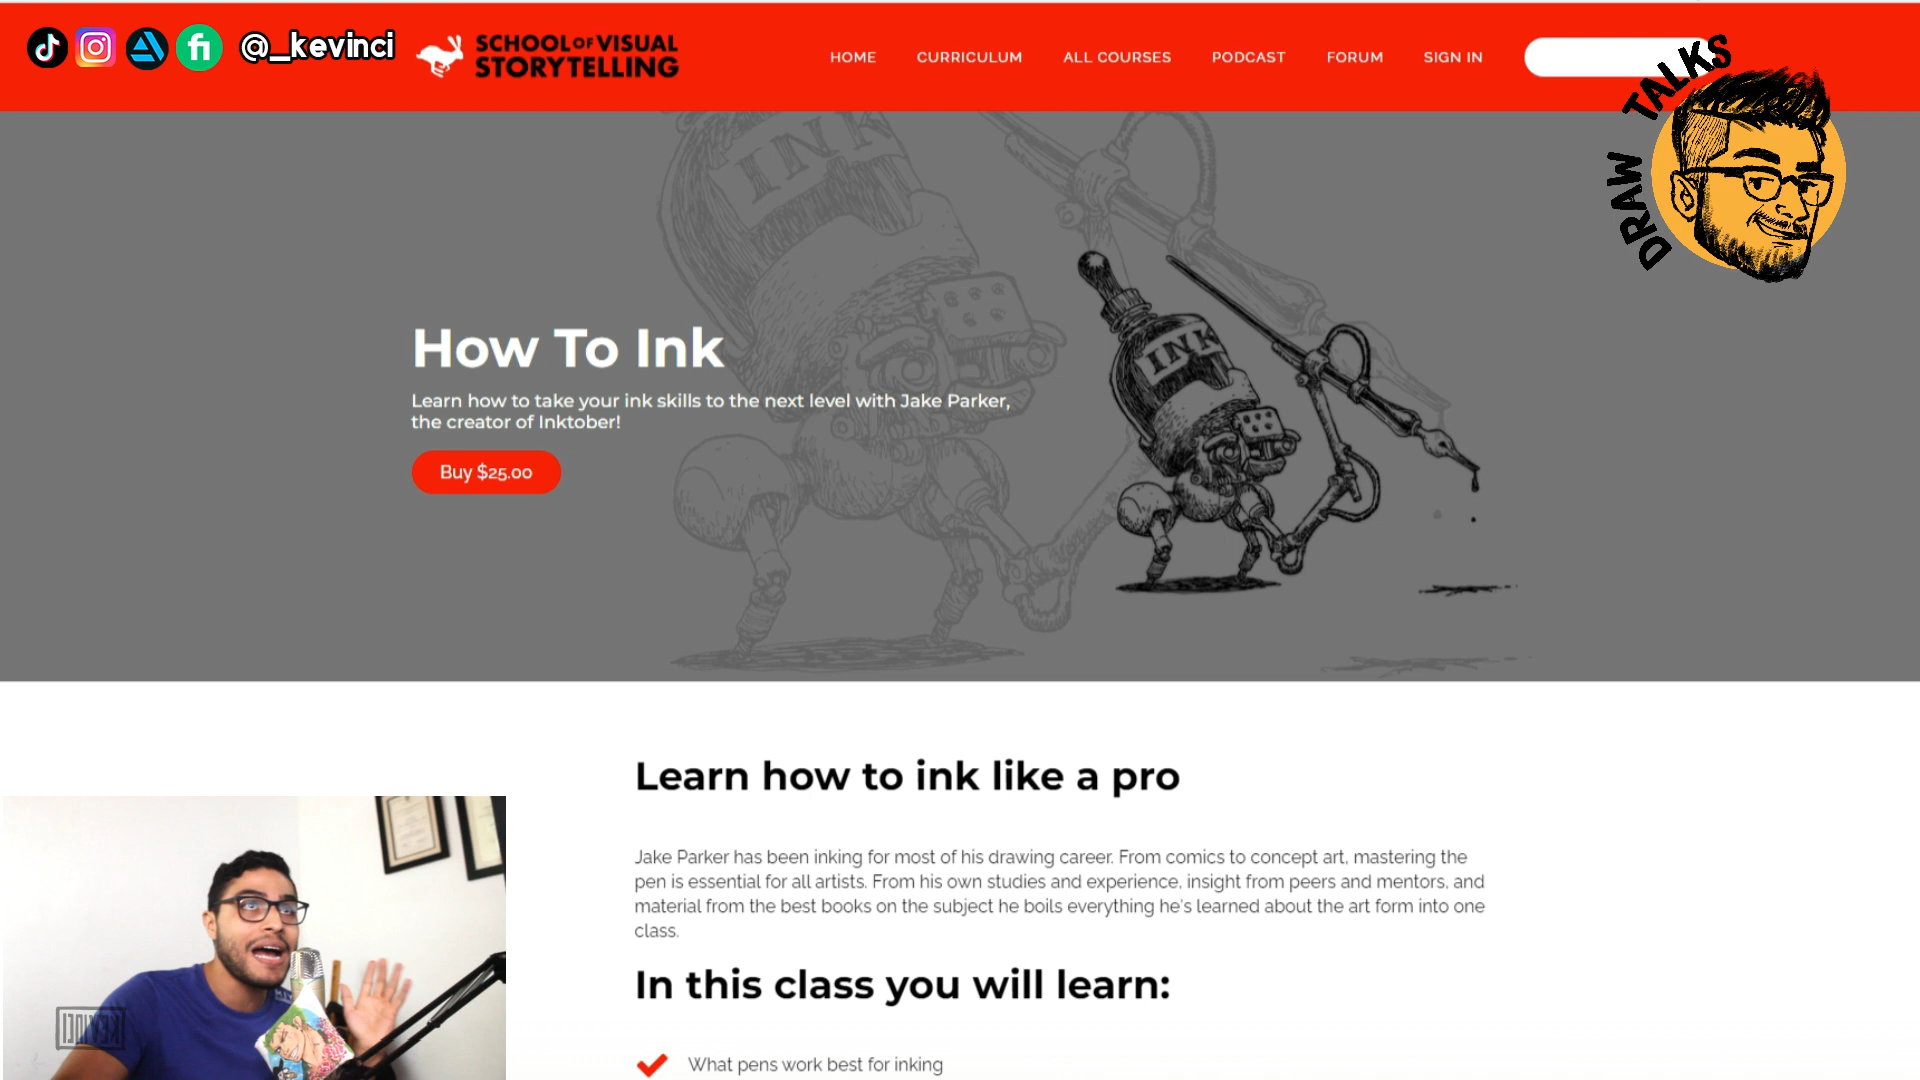 @_kevinci
SCHOOL OF VISUAL
STORYTELLING
HOME
CURRICULUM
ALL COURSES
PODCAST
FORUM
SIGN IN
DRAW TALKS
INK
INK
How To Ink
Learn how to take your ink skills to the next level with Jake Parker,
the creator of Inktober!
Buy $25.00
Learn how to ink like a pro
Jake Parker has been inking for most of his drawing career. From comics to concept art, mastering the
pen is essential for all artists. From his own studies and experience, insight from peers and mentors, and
material from the best books on the subject he boils everything he's learned about the art form into one
class.
In this class you will learn:
What pens work best for inking
KEVINCI